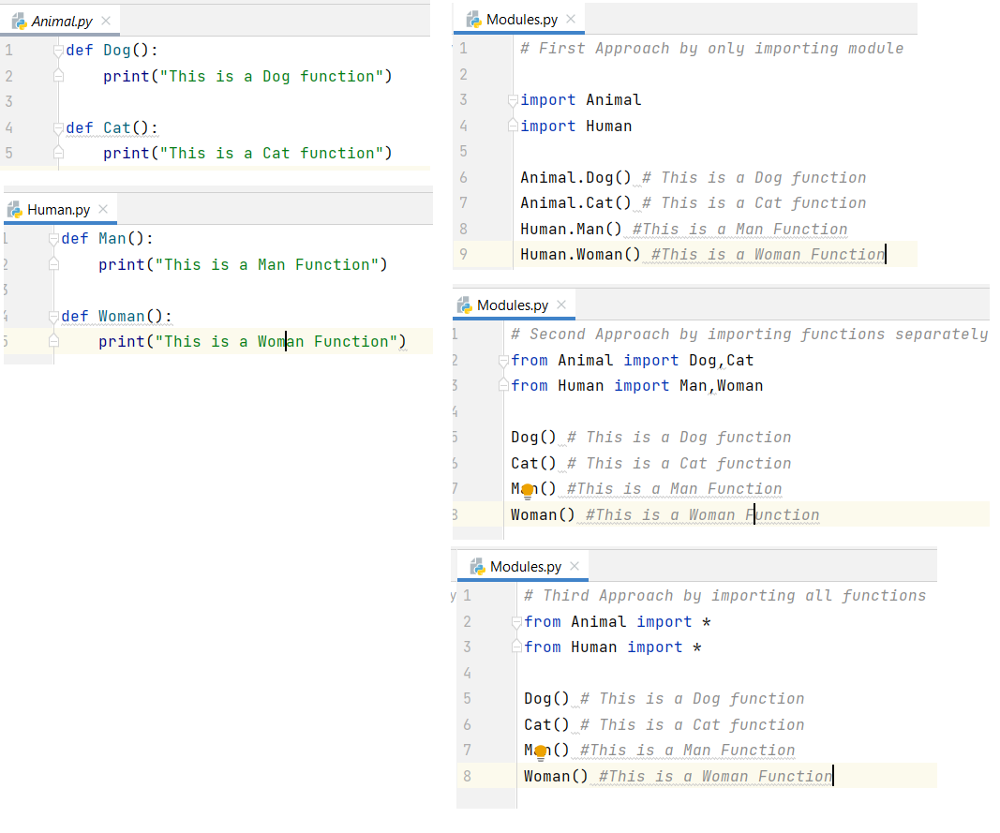 Animal.py
1 def Dog():
2 print("This is a Dog function")
3
4 def Cat():
5 print("This is a Cat function")
Human.py
1 def Man():
2 print("This is a Man Function")
3
4 def Woman():
5 print("This is a Woman Function")
Modules.py
1 # First Approach by only importing module
2
3 import Animal
4 import Human
5
6 Animal.Dog() # This is a Dog function
7 Animal.Cat() # This is a Cat function
8 Human.Man() #This is a Man Function
9 Human.Woman() #This is a Woman Function
Modules.py
1 # Second Approach by importing functions separately
2 from Animal import Dog,Cat
3 from Human import Man,Woman
4
5 Dog() # This is a Dog function
6 Cat() # This is a Cat function
7 Man() #This is a Man Function
8 Woman() #This is a Woman Function
Modules.py
y 1 # Third Approach by importing all functions
2 from Animal import *
3 from Human import *
4
5 Dog() # This is a Dog function
6 Cat() # This is a Cat function
7 Man() #This is a Man Function
8 Woman() #This is a Woman Function